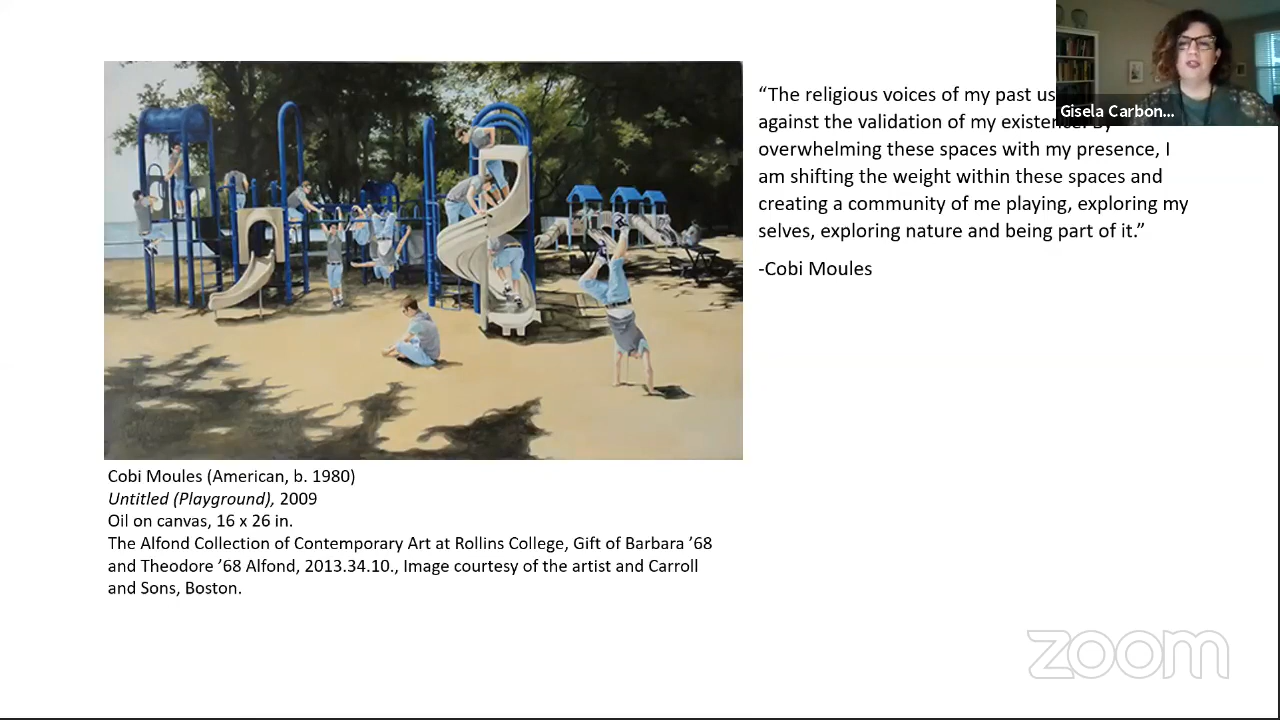 “The religious voices of my past us
against the validation of my existence. By
overwhelming these spaces with my presence, I
am shifting the weight within these spaces and
creating a community of me playing, exploring my
selves, exploring nature and being part of it.”
-Cobi Moules
Gisela Carbon...
Cobi Moules (American, b. 1980)
Untitled (Playground), 2009
Oil on canvas, 16 x 26 in.
The Alfond Collection of Contemporary Art at Rollins College, Gift of Barbara ’68
and Theodore ’68 Alfond, 2013.34.10., Image courtesy of the artist and Carroll
and Sons, Boston.
zoom